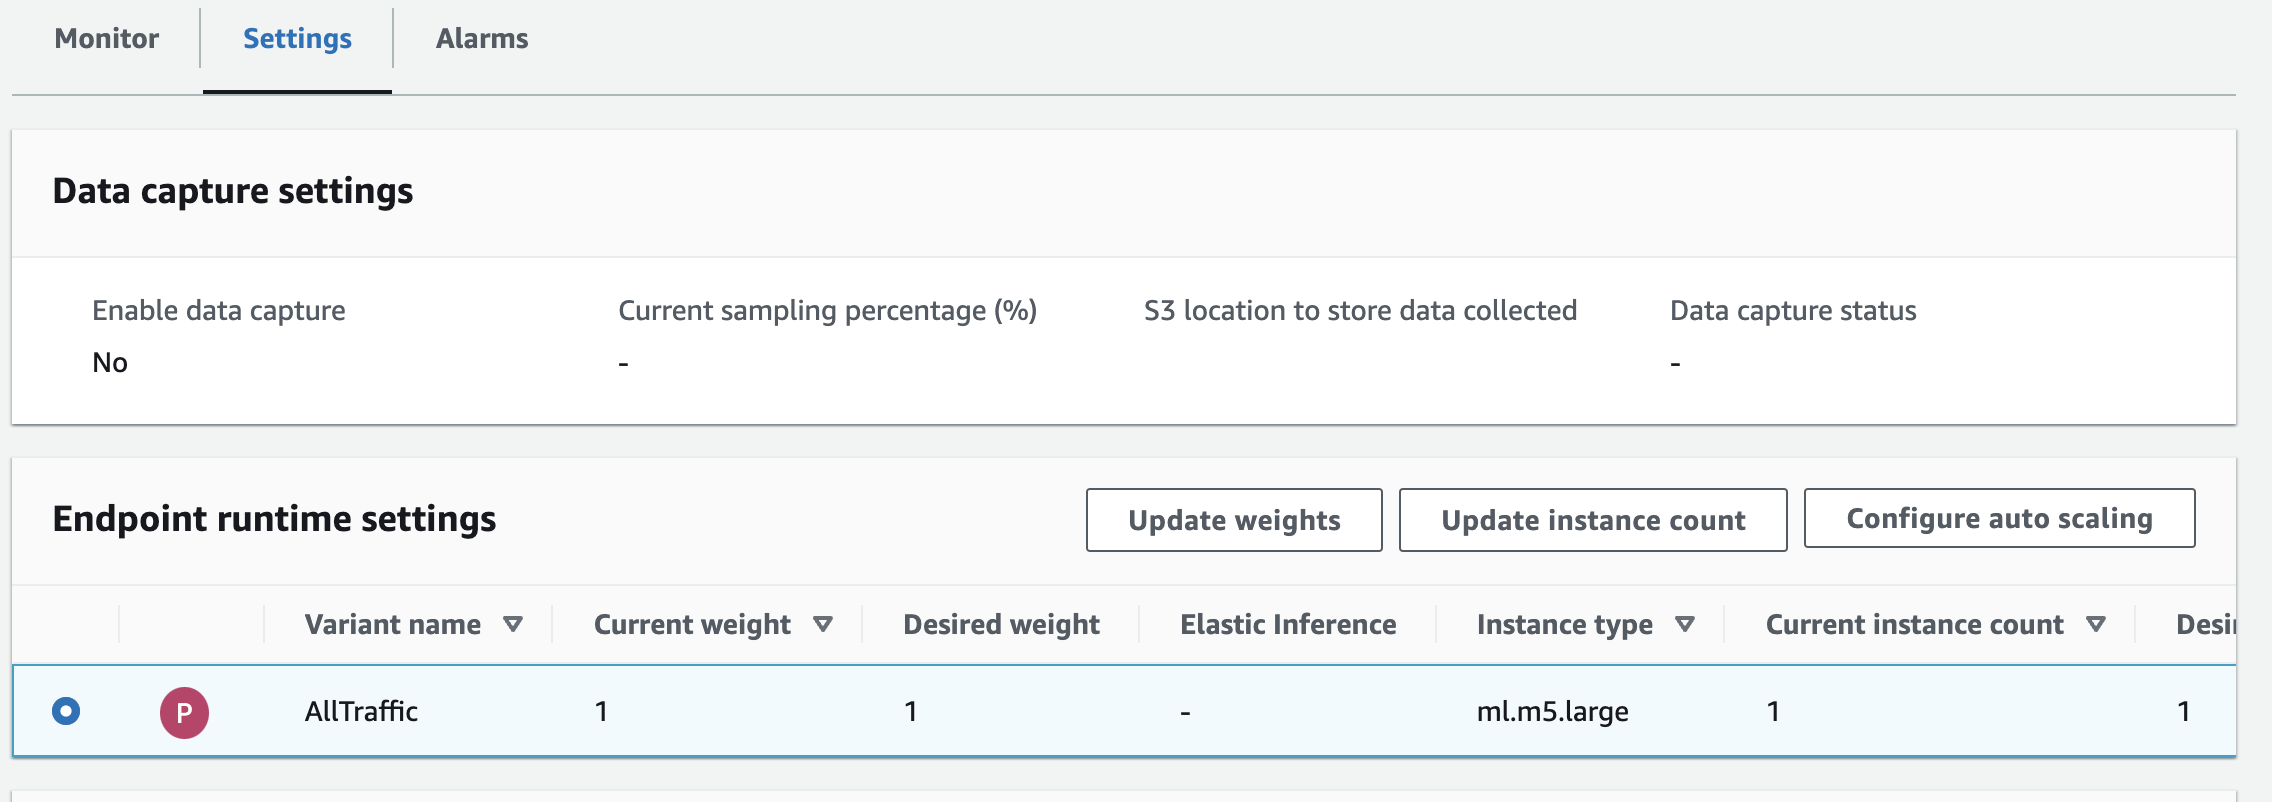 Monitor Settings Alarms
Data capture settings
Enable data capture Current sampling percentage (%) S3 location to store data collected Data capture status
No - -
Endpoint runtime settings Update weights Update instance count Configure auto scaling
Variant name Current weight Desired weight Elastic Inference Instance type Current instance count Desi
P AllTraffic 1 1 - ml.m5.large 1 1